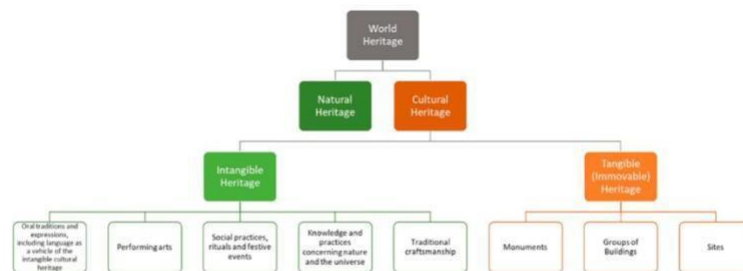 World
Heritage
Natural
Heritage
Cultural
Heritage
Intangible
Heritage
Tangible
(Immovable)
Heritage
Oral traditions and
expressions,
including language as
a vehicle of the
intangible cultural
heritage
Performing arts
Social practices,
rituals and festive
events
Knowledge and
practices
concerning nature
and the universe
Traditional
craftsmanship
Monuments
Groups of
Buildings
Sites